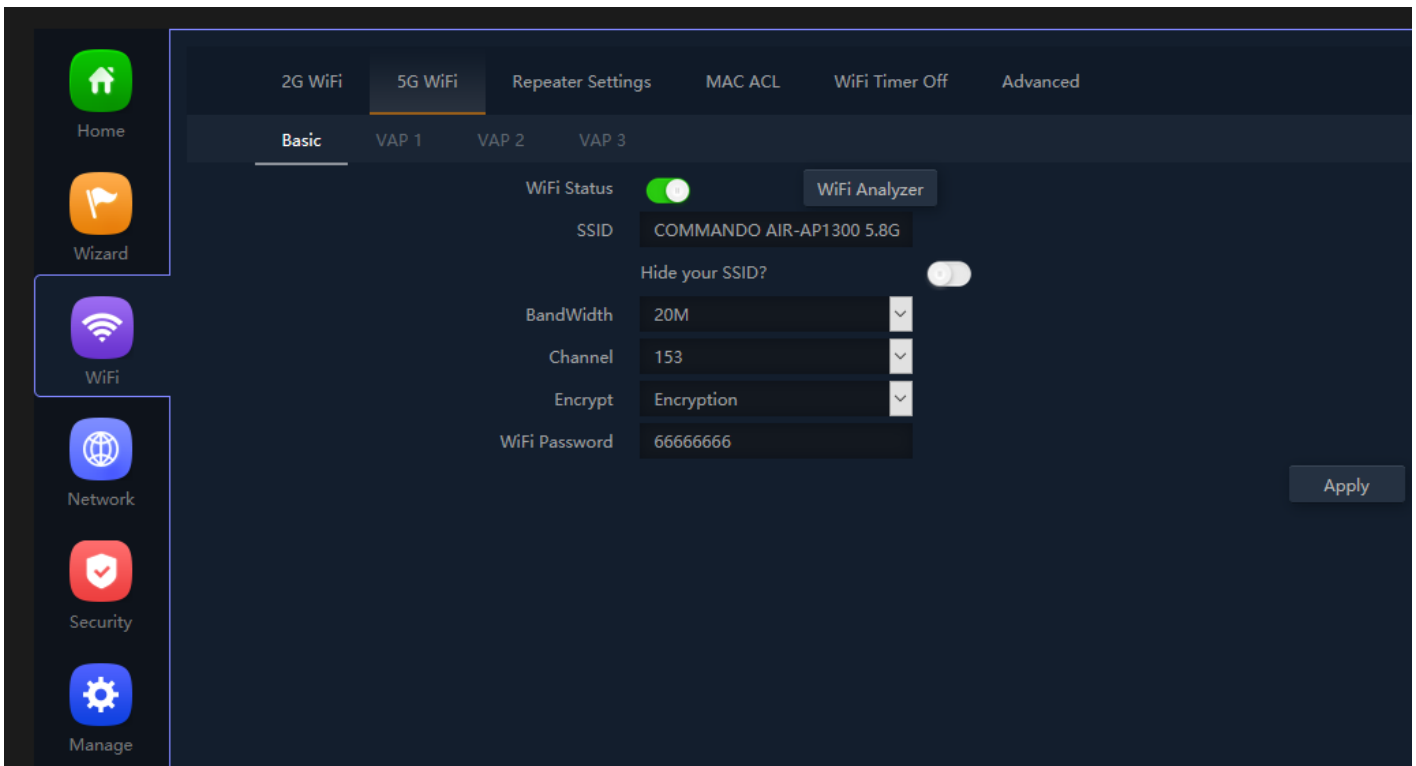 2G WiFi 5G WiFi Repeater Settings MAC ACL WiFi Timer Off Advanced
Home
Basic VAP 1 VAP 2 VAP 3
WiFi Status WiFi Analyzer
SSID COMMANDO AIR-AP1300 5.8G
Wizard
Hide your SSID?
BandWidth 20M
Channel 153
WiFi
Encrypt Encryption
WiFi Password 66666666
Apply
Network
Security
Manage